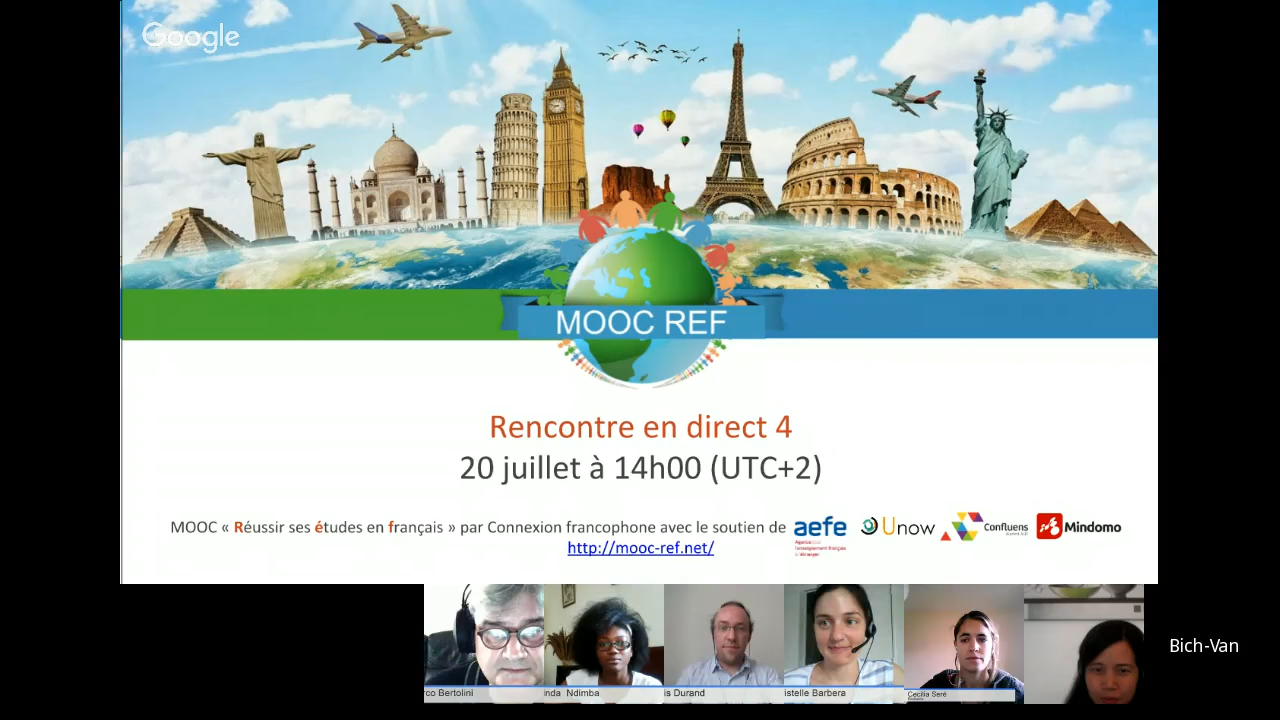 Google
MOOC REF
Rencontre en direct 4
20 juillet à 14h00 (UTC+2)
MOOC « Réussir ses études en français » par Connexion francophone avec le soutien de
aefe
Unow
Confluens
Mindomo
http://mooc-ref.net/
rco Bertolini
inda Ndimba
is Durand
istelle Barbera
Cecilia Seré
Bich-Van